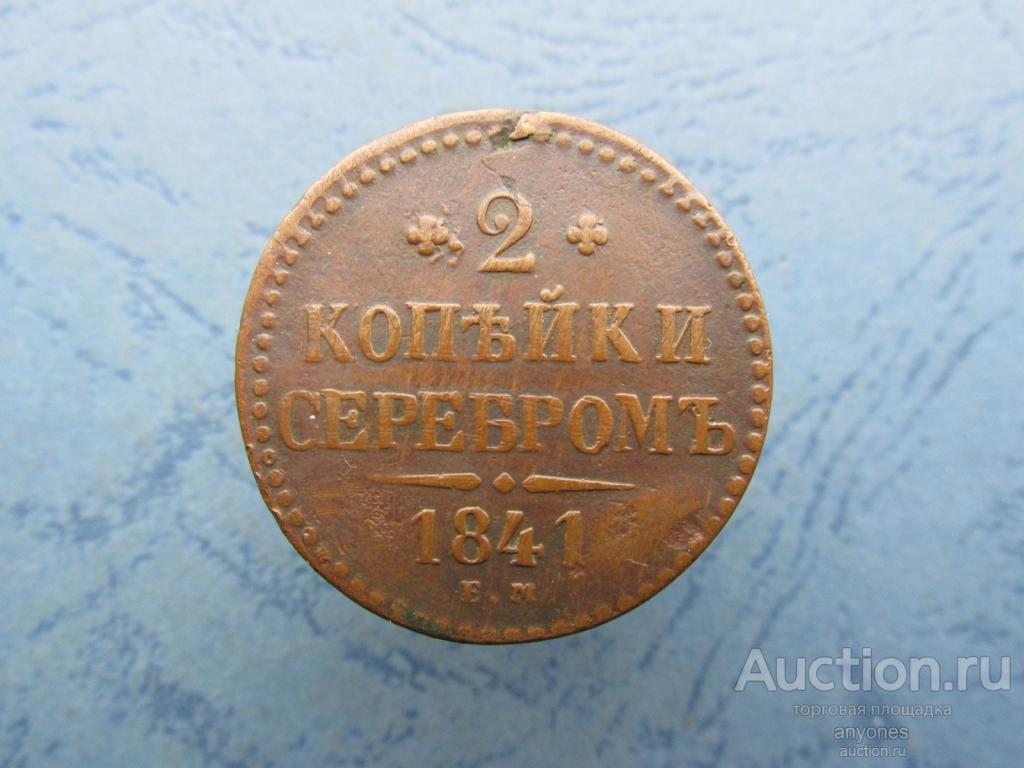 2
КОПѢЙКИ
СЕРЕБРОМЪ
1841
Е.М
Auction.ru
торговая площадка
anyones
auction.ru